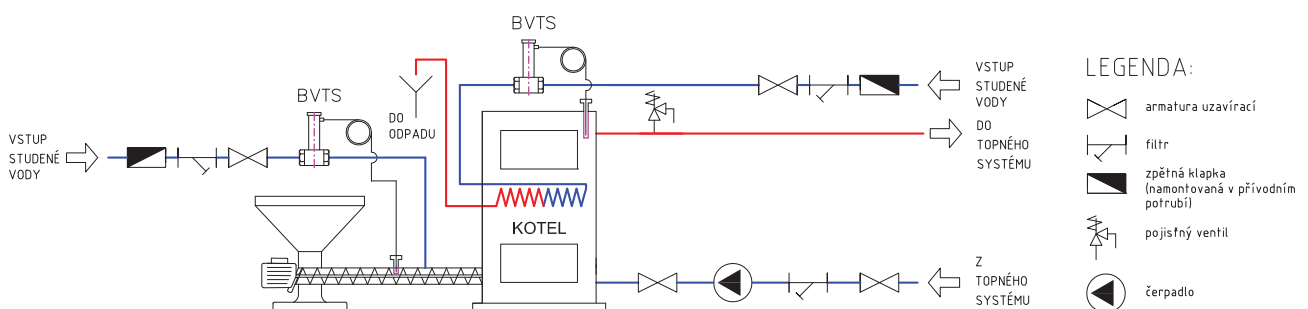 BVTS
BVTS
DO
ODPADU
VSTUP
STUDENÉ
VODY
VSTUP
STUDENÉ
VODY
DO
TOPNÉHO
SYSTÉMU
KOTEL
Z
TOPNÉHO
SYSTÉMU
LEGENDA:
armatura uzavírací
filtr
zpětná klapka
(namontovaná v přívodním
potrubí)
pojistný ventil
čerpadlo